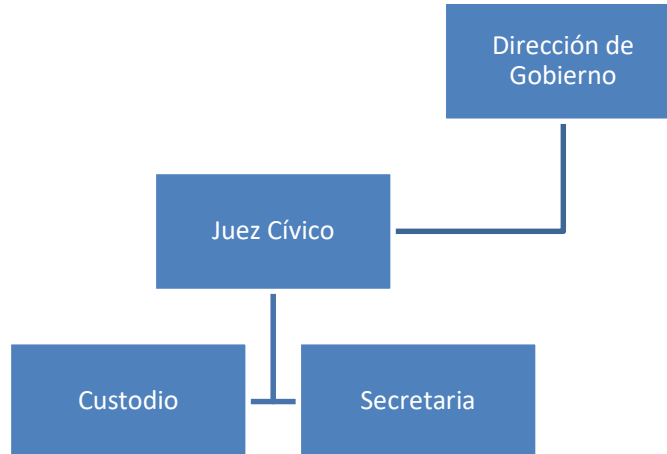 Dirección de
Gobierno
Juez Cívico
Custodio
Secretaria